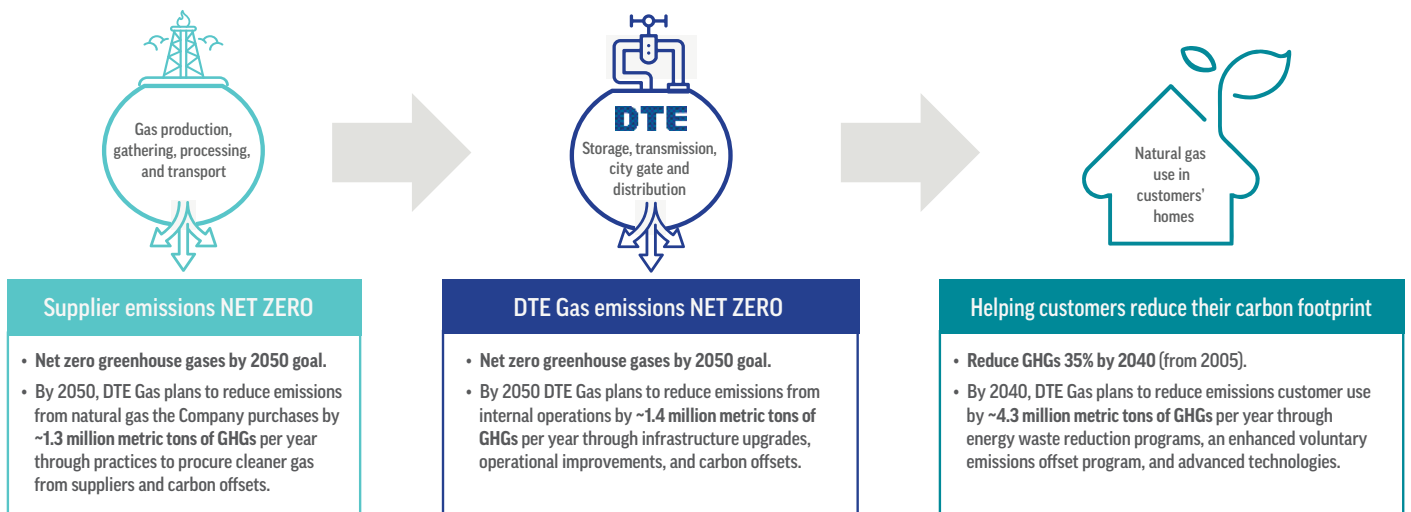 Gas production,
gathering, processing,
and transport
DTE
Storage, transmission,
city gate and
distribution
Natural gas
use in
customers'
homes
Supplier emissions NET ZERO
• Net zero greenhouse gases by 2050 goal.
• By 2050, DTE Gas plans to reduce emissions
from natural gas the Company purchases by
~1.3 million metric tons of GHGs per year
through practices to procure cleaner gas
from suppliers and carbon offsets.
DTE Gas emissions NET ZERO
• Net zero greenhouse gases by 2050 goal.
• By 2050 DTE Gas plans to reduce emissions from
internal operations by ~1.4 million metric tons of
GHGs per year through infrastructure upgrades,
operational improvements, and carbon offsets.
Helping customers reduce their carbon footprint
• Reduce GHGs 35% by 2040 (from 2005).
• By 2040, DTE Gas plans to reduce emissions customer use
by ~4.3 million metric tons of GHGs per year through
energy waste reduction programs, an enhanced voluntary
emissions offset program, and advanced technologies.